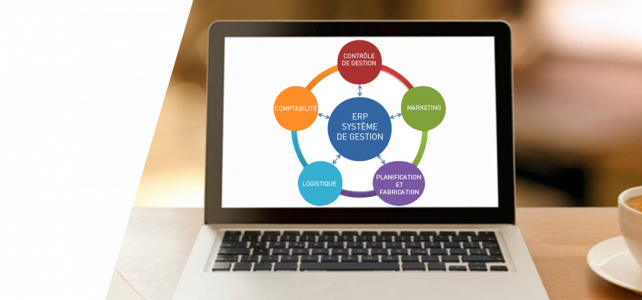 CONTRÔLE
DE GESTION
COMPTABILITÉ
MARKETING
ERP
SYSTÈME
DE GESTION
LOGISTIQUE
PLANIFICATION
ET
FABRICATION